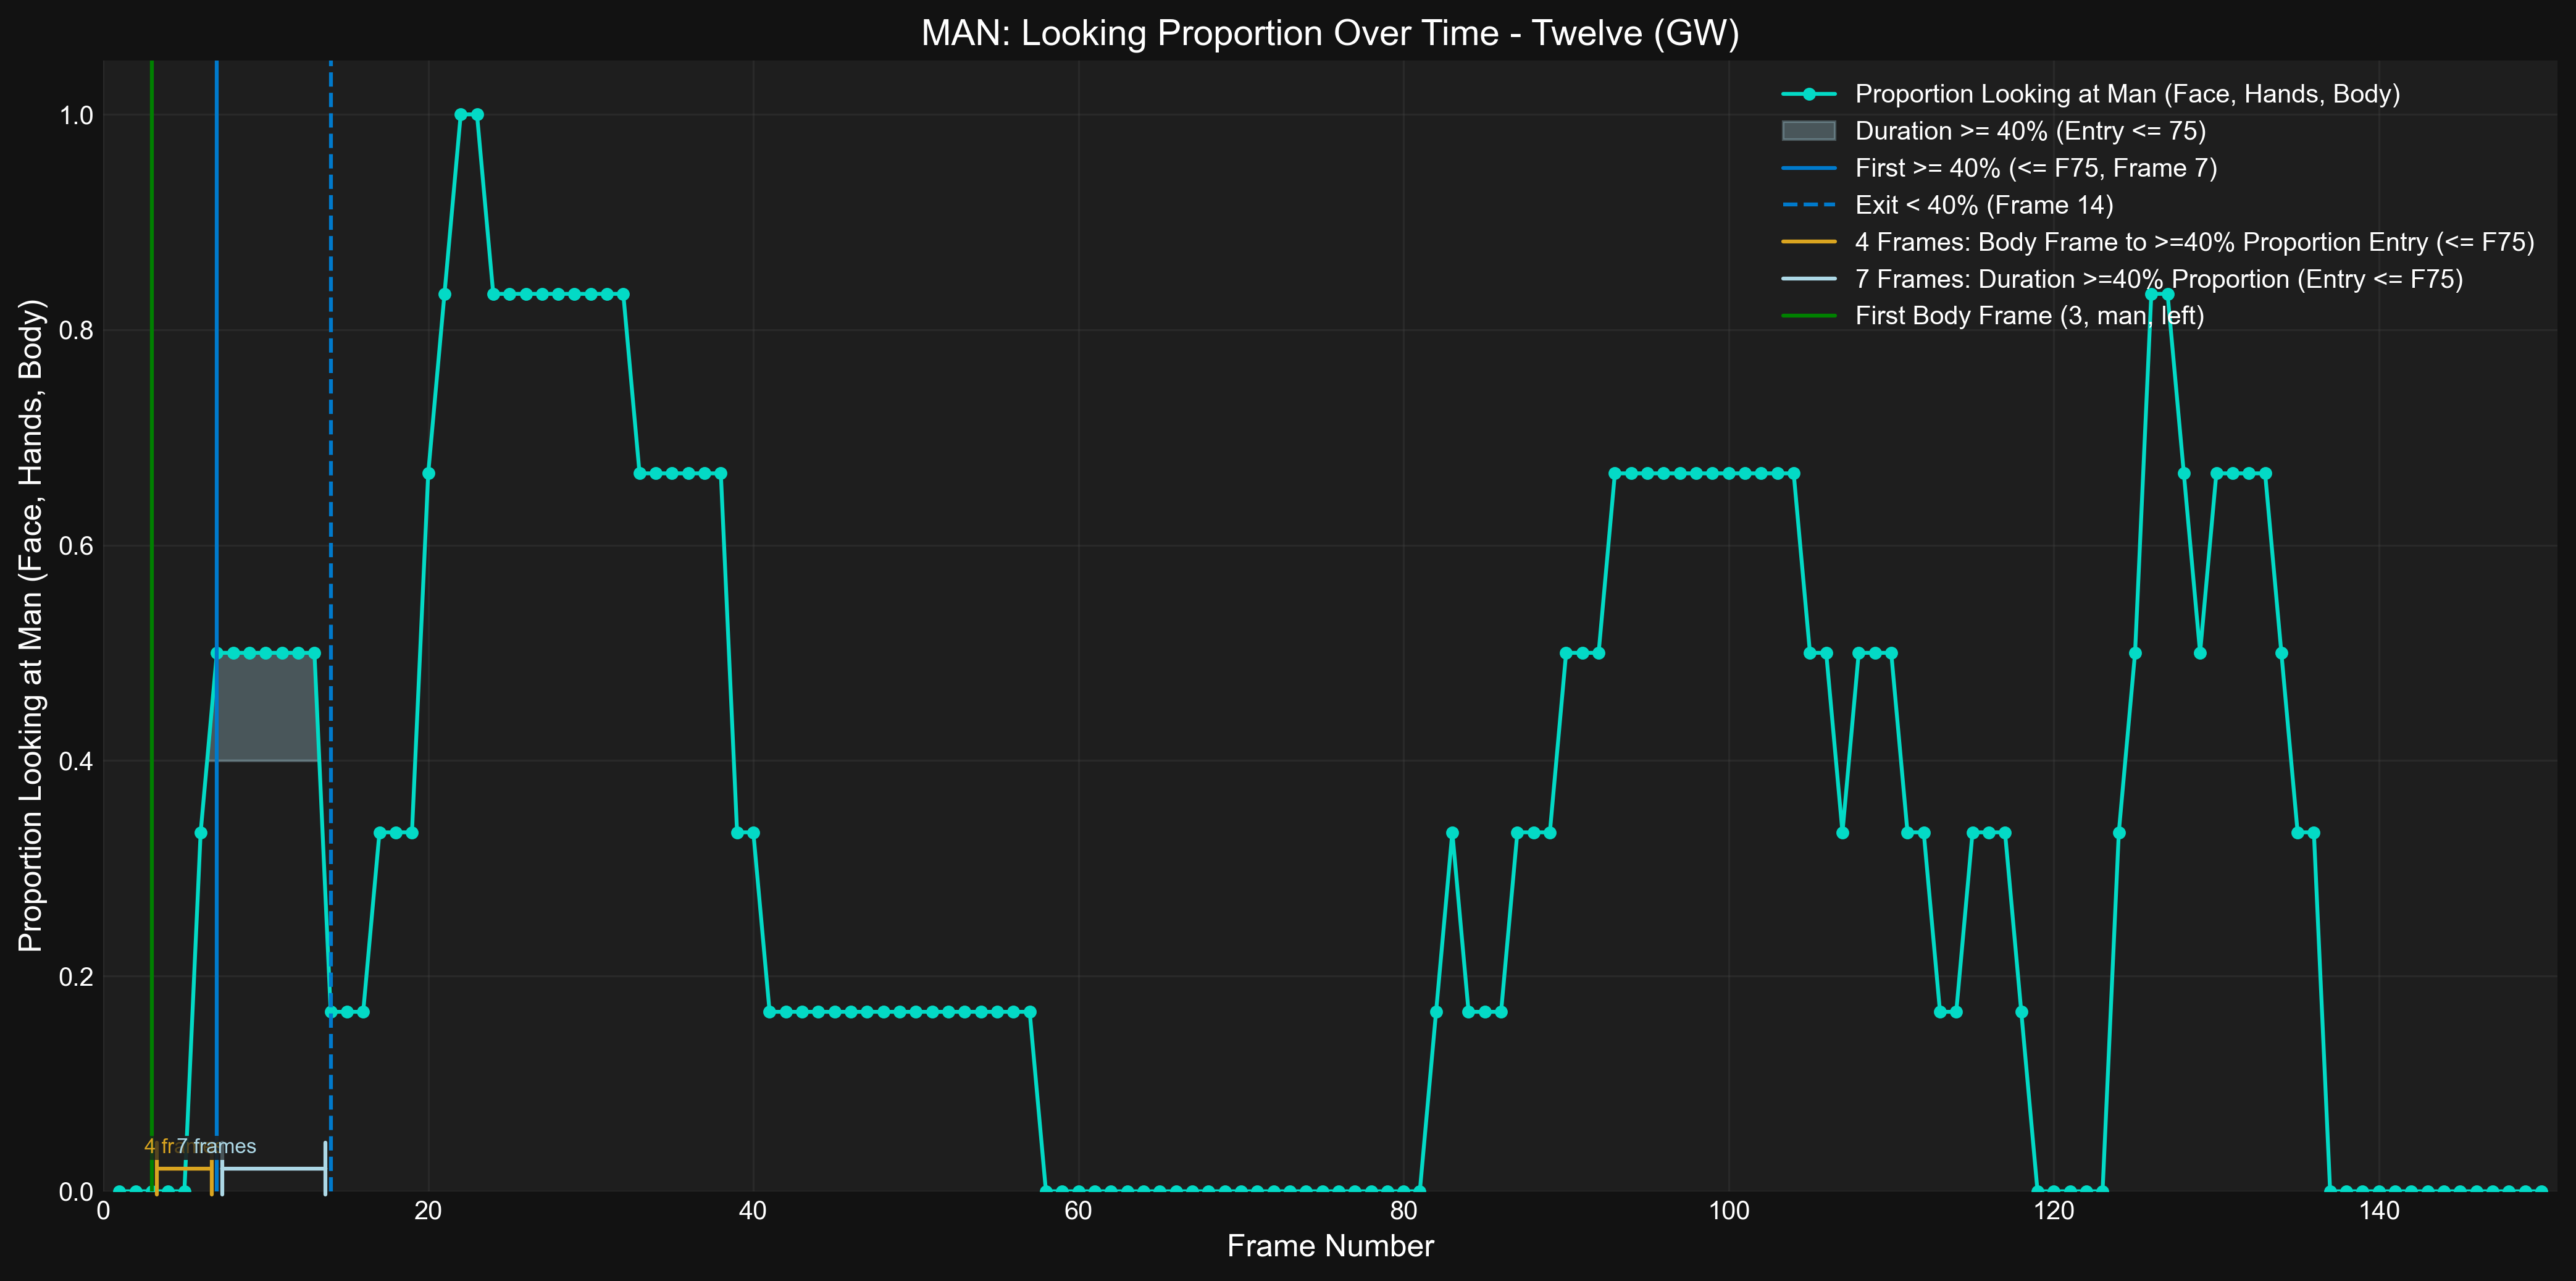 MAN: Looking Proportion Over Time - Twelve (GW)
Proportion Looking at Man (Face, Hands, Body)
1.0
0.8
0.6
0.4
0.2
0.0
Proportion Looking at Man (Face, Hands, Body)
Duration >= 40% (Entry <= 75)
First >= 40% (<= F75, Frame 7)
Exit < 40% (Frame 14)
4 Frames: Body Frame to >=40% Proportion Entry (<= F75)
7 Frames: Duration >=40% Proportion (Entry <= F75)
First Body Frame (3, man, left)
4 fr
7 frames
0 20 40 60 80 100 120 140
Frame Number